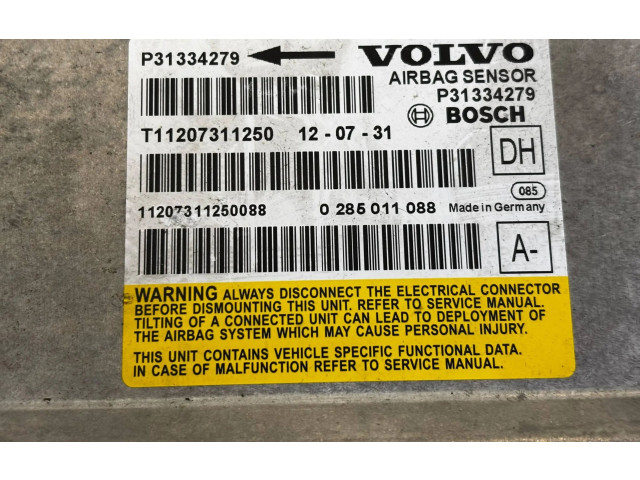 P31334279 VOLVO
AIRBAG SENSOR
P31334279
BOSCH
T11207311250 12-07-31
DH
085
11207311250088 0 285 011 088 Made in Germany
A-
WARNING ALWAYS DISCONNECT THE ELECTRICAL CONNECTOR
BEFORE DISMOUNTING THIS UNIT. REFER TO SERVICE MANUAL.
TILTING OF A CONNECTED UNIT CAN LEAD TO DEPLOYMENT OF
THE AIRBAG SYSTEM WHICH MAY CAUSE PERSONAL INJURY.
THIS UNIT CONTAINS VEHICLE SPECIFIC FUNCTIONAL DATA.
IN CASE OF MALFUNCTION REFER TO SERVICE MANUAL.